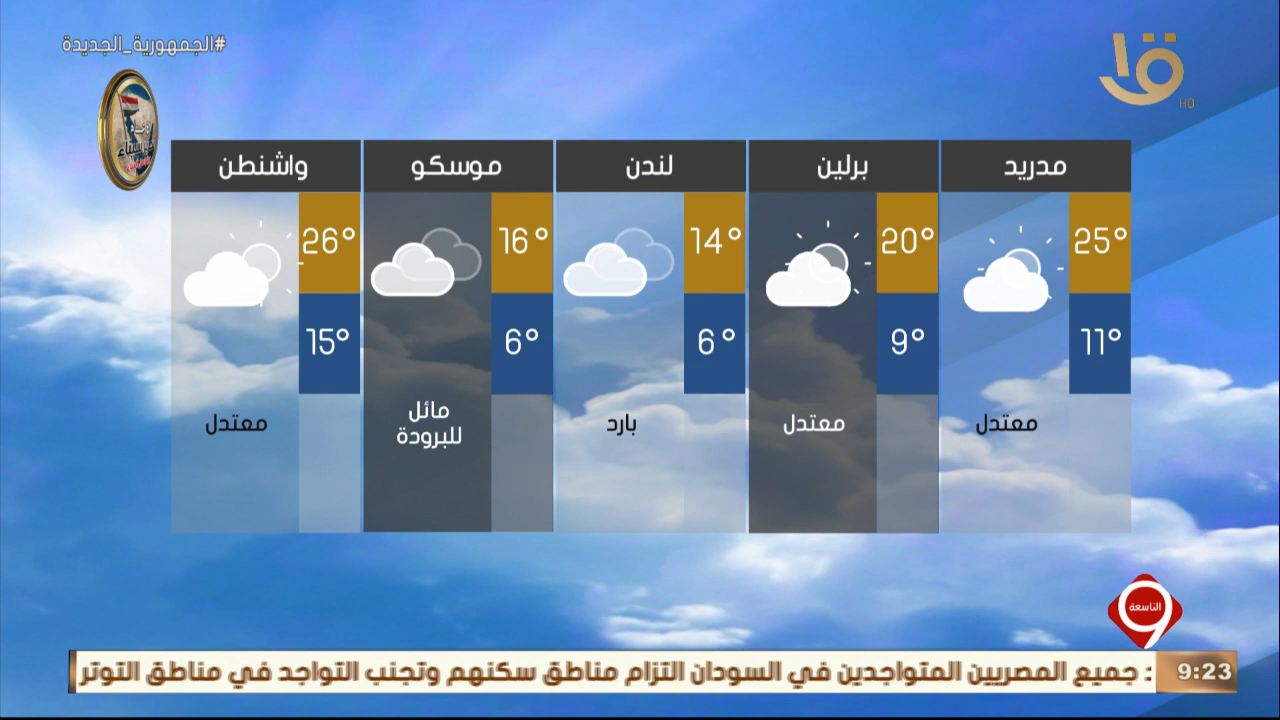 #الجمهورية_الجديدة
HD
مدريد
برلين
لندن
موسكو
واشنطن
25°
20°
14°
16°
26°
11°
9°
6°
6°
15°
معتدل
معتدل
بارد
مائل
للبرودة
معتدل
التاسعة
9
9:23
: جميع المصريين المتواجدين في السودان التزام مناطق سكنهم وتجنب التواجد في مناطق التوتر